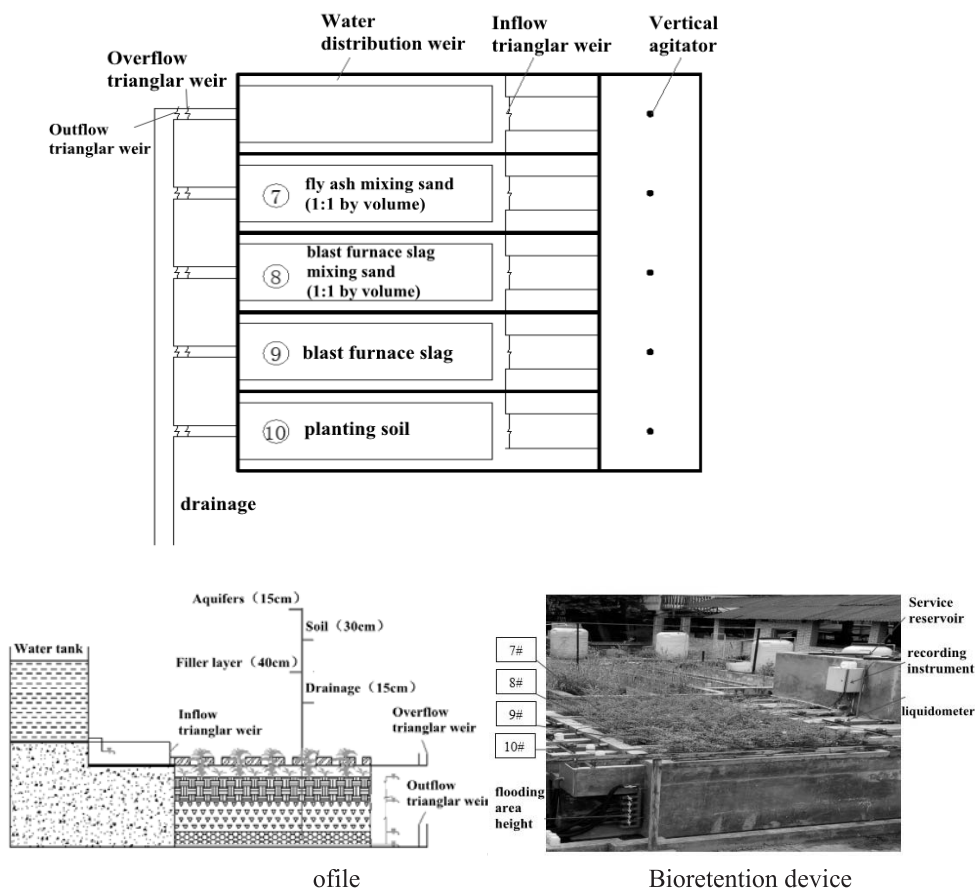 Water
distribution weir
Inflow
trianglar weir
Vertical
agitator
Overflow
trianglar weir
Outflow
trianglar weir
⑦ fly ash mixing sand
(1:1 by volume)
⑧ blast furnace slag
mixing sand
(1:1 by volume)
⑨ blast furnace slag
⑩ planting soil
drainage
Aquifers（15cm）
Soil（30cm）
Water tank
Filler layer（40cm）
Drainage（15cm）
Inflow
trianglar weir
Overflow
trianglar weir
Outflow
trianglar weir
Service
reservoir
7#
recording
instrument
8#
9#
liquidometer
10#
flooding
area
height
ofile
Bioretention device